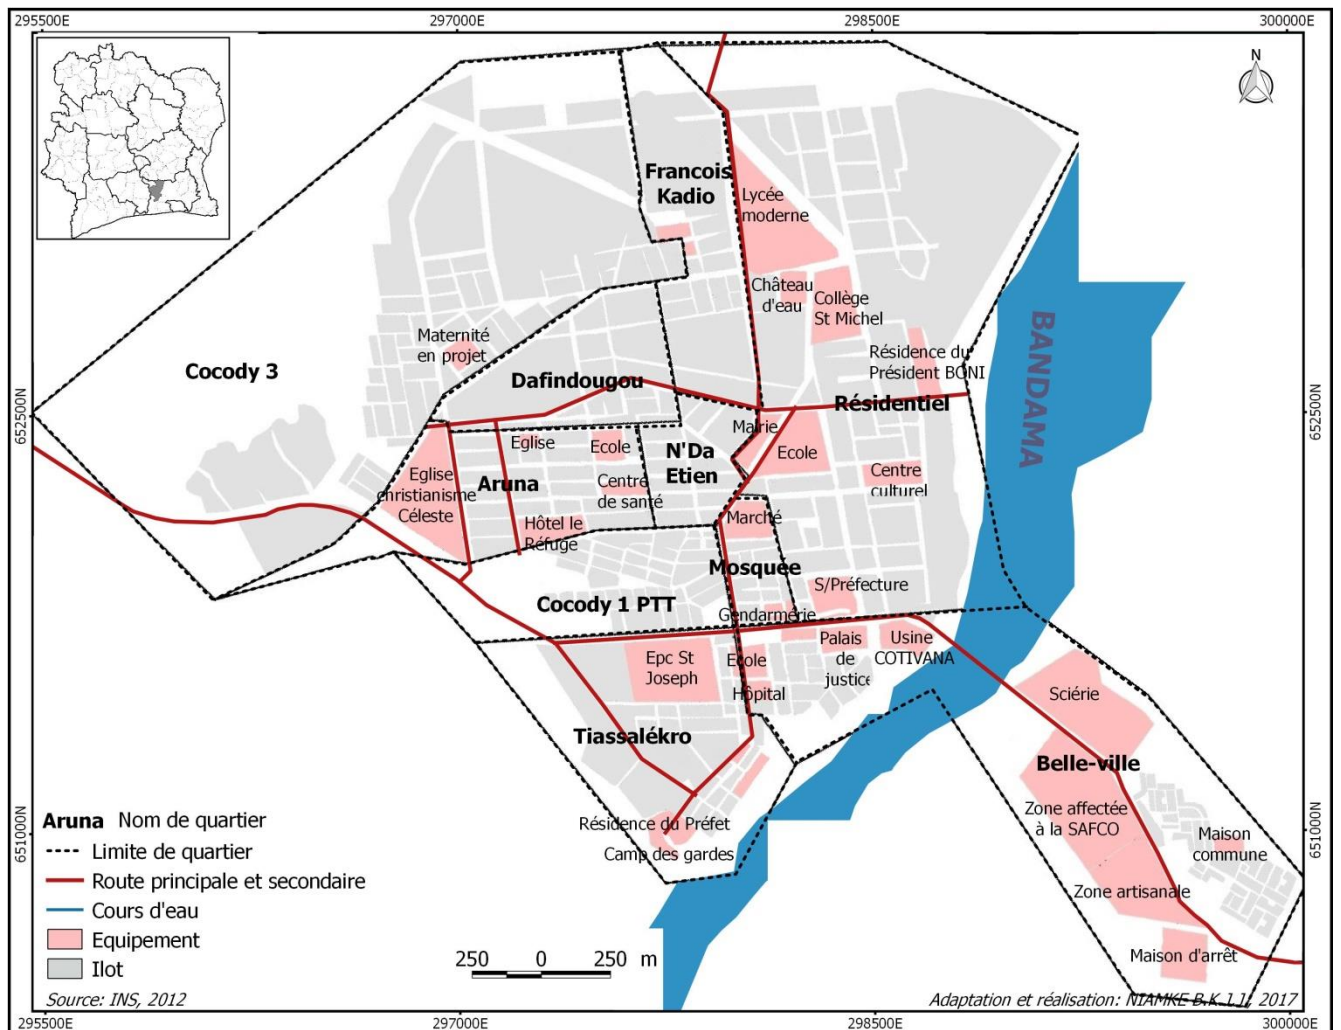 295500E
297000E
298500E
300000E
N
Francois
Kadio
Lycée
moderne
Château
d'eau
Collège
St Michel
Maternité
en projet
Résidence du
Président BONI
Cocody 3
Dafindougou
Résidentiel
BANDAMA
652500N
652500N
Mairie
Eglise
Ecole
N'Da
Etien
Ecole
Eglise
christianisme
Céleste
Aruna
Centre
de santé
Centre
culturel
Hôtel le
Réfuge
Marché
Mosquée
S/Préfecture
Cocody 1 PTT
Gendarmérie
Epc St
Joseph
Ecole
Palais
de
justice
Usine
COTIVANA
Hôpital
Sciérie
Tiassalékro
Belle-ville
Zone affectée
à la SAFCO
Maison
commune
Résidence du Préfet
Camp des gardes
651000N
651000N
Zone artisanale
Maison d'arrêt
Aruna Nom de quartier
Limite de quartier
Route principale et secondaire
Cours d'eau
Equipement
Ilot
250 0 250 m
Source: INS, 2012
Adaptation et réalisation: NIAMKE B.K.J.J, 2017
295500E
297000E
298500E
300000E